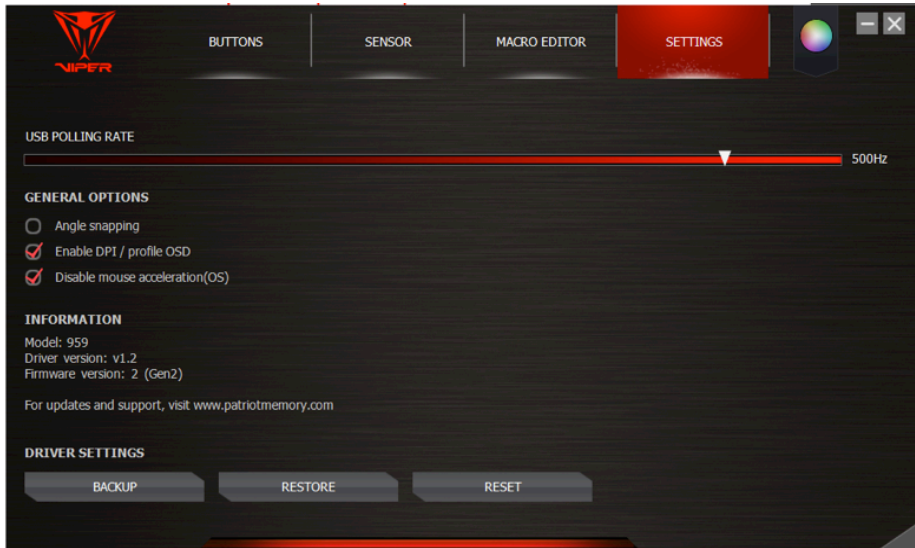 VIPER
BUTTONS
SENSOR
MACRO EDITOR
SETTINGS
USB POLLING RATE
500Hz
GENERAL OPTIONS
Angle snapping
Enable DPI / profile OSD
Disable mouse acceleration(OS)
INFORMATION
Model: 959
Driver version: v1.2
Firmware version: 2 (Gen2)
For updates and support, visit www.patriotmemory.com
DRIVER SETTINGS
BACKUP
RESTORE
RESET